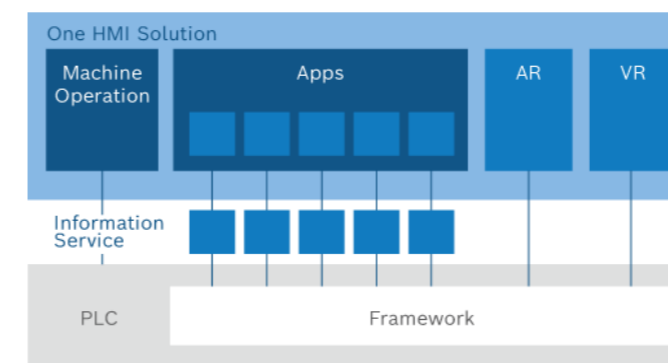 One HMI Solution
Machine
Operation
Apps
AR
VR
Information
Service
PLC
Framework